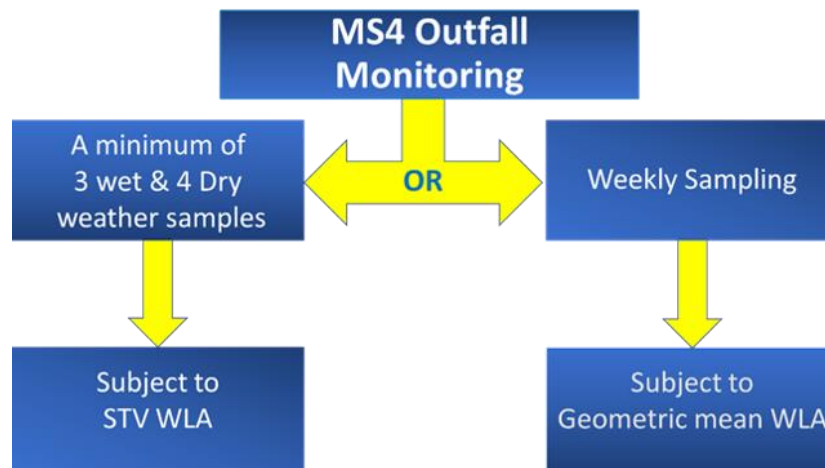 MS4 Outfall
Monitoring
A minimum of
3 wet & 4 Dry
weather samples
OR
Weekly Sampling
Subject to
STV WLA
Subject to
Geometric mean WLA